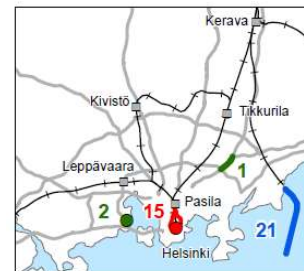 Kerava
Kivistö
Tikkurila
Leppävaara
1
2
15
Pasila
21
Helsinki